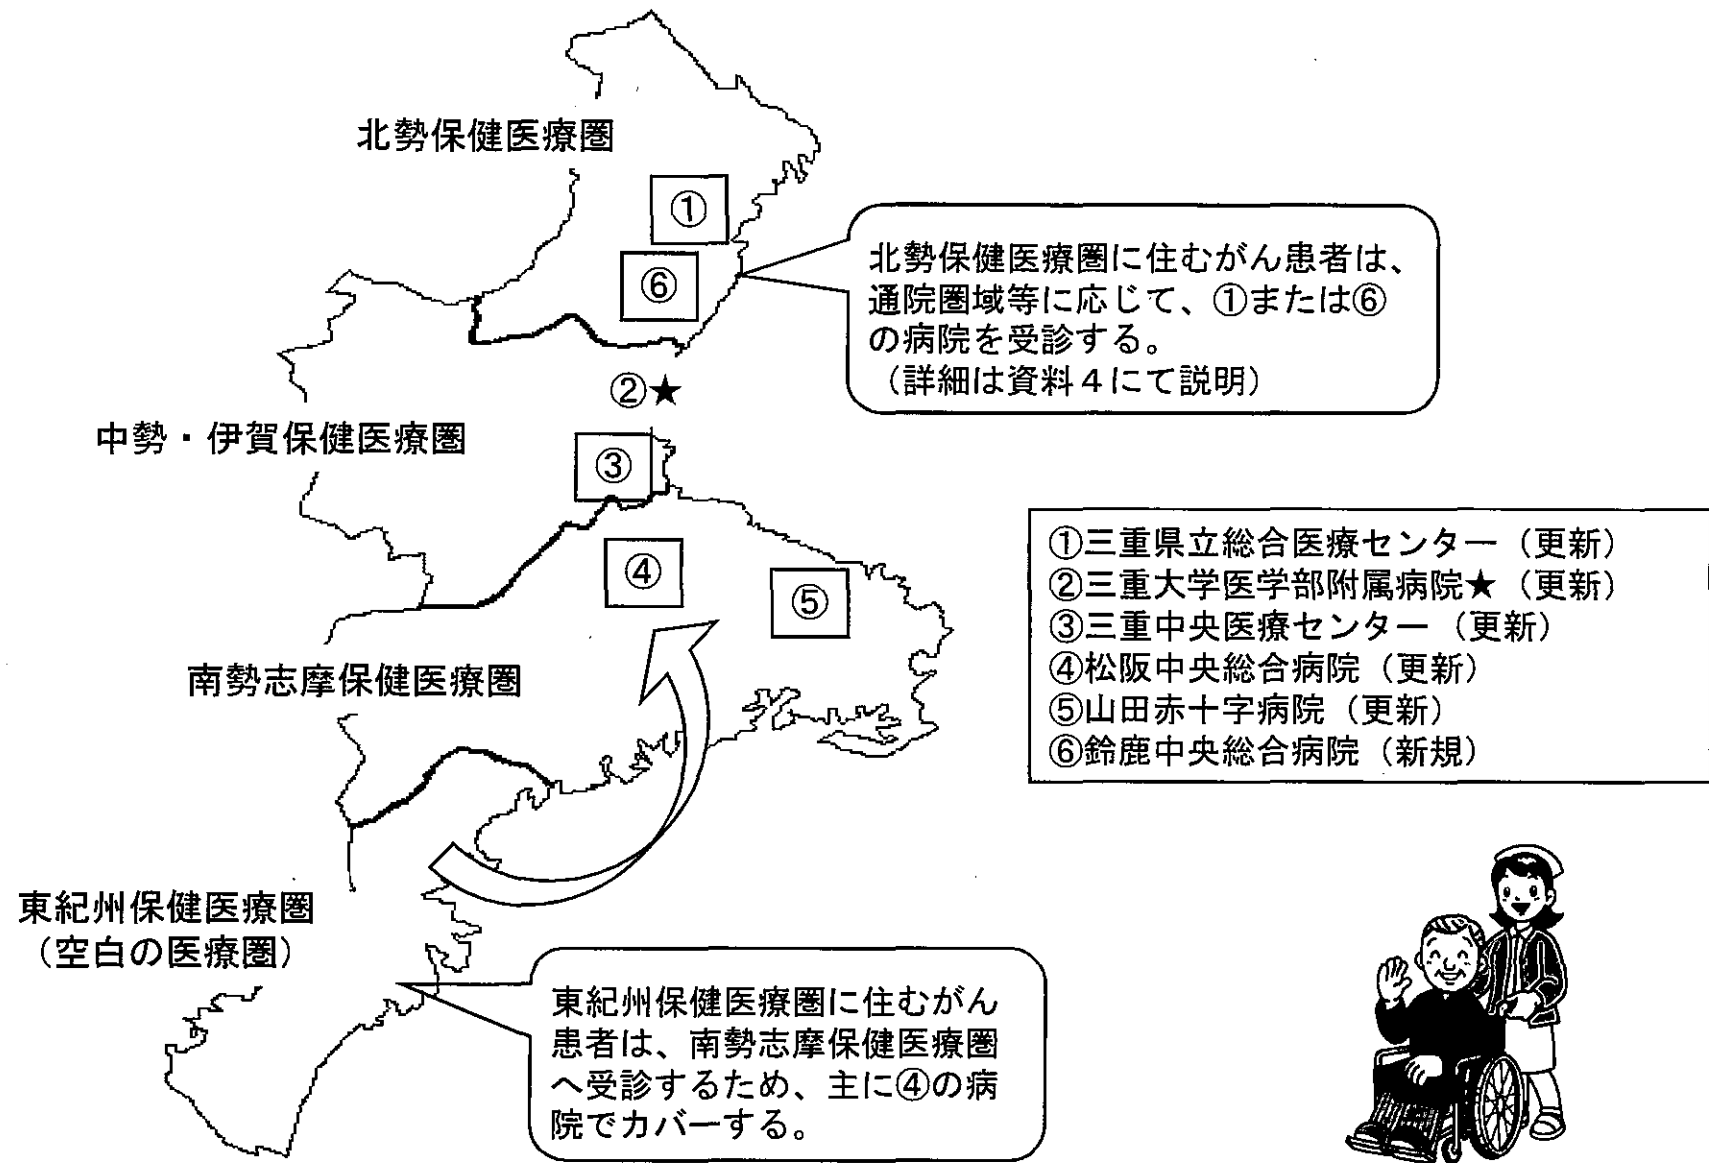 北勢保健医療圏
①
⑥
北勢保健医療圏に住むがん患者は、
通院圏域等に応じて、①または⑥
の病院を受診する。
（詳細は資料４にて説明）
②★
中勢・伊賀保健医療圏
③
④
⑤
①三重県立総合医療センター（更新）
②三重大学医学部附属病院★（更新）
③三重中央医療センター（更新）
④松阪中央総合病院（更新）
⑤山田赤十字病院（更新）
⑥鈴鹿中央総合病院（新規）
南勢志摩保健医療圏
東紀州保健医療圏
（空白の医療圏）
東紀州保健医療圏に住むがん
患者は、南勢志摩保健医療圏
へ受診するため、主に④の病
院でカバーする。